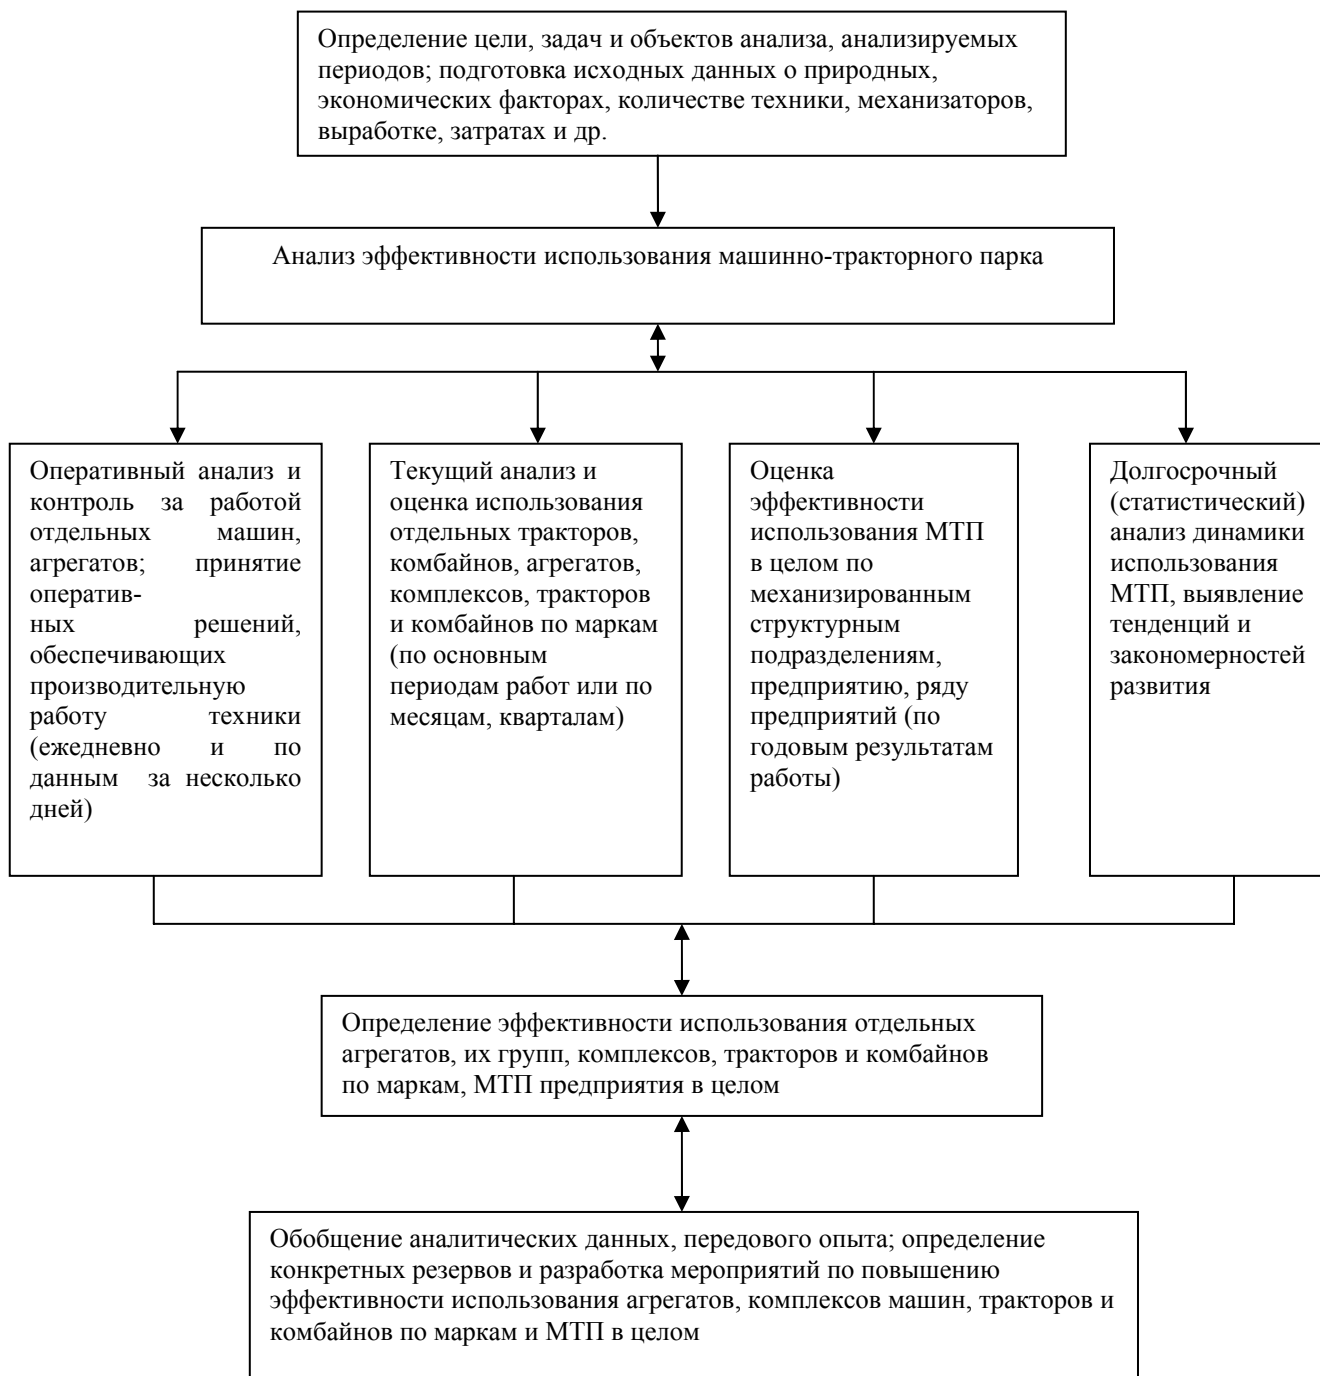 Определение цели, задач и объектов анализа, анализируемых
периодов; подготовка исходных данных о природных,
экономических факторах, количестве техники, механизаторов,
выработке, затратах и др.
Анализ эффективности использования машинно-тракторного парка
Оперативный анализ и
контроль за работой
отдельных машин,
агрегатов; принятие
оператив-
ных решений,
обеспечивающих
производительную
работу техники
(ежедневно и по
данным за несколько
дней)
Текущий анализ и
оценка использования
отдельных тракторов,
комбайнов, агрегатов,
комплексов, тракторов
и комбайнов по маркам
(по основным
периодам работ или по
месяцам, кварталам)
Оценка
эффективности
использования МТП
в целом по
механизированным
структурным
подразделениям,
предприятию, ряду
предприятий (по
годовым результатам
работы)
Долгосрочный
(статистический)
анализ динамики
использования
МТП, выявление
тенденций и
закономерностей
развития
Определение эффективности использования отдельных
агрегатов, их групп, комплексов, тракторов и комбайнов
по маркам, МТП предприятия в целом
Обобщение аналитических данных, передового опыта; определение
конкретных резервов и разработка мероприятий по повышению
эффективности использования агрегатов, комплексов машин, тракторов и
комбайнов по маркам и МТП в целом